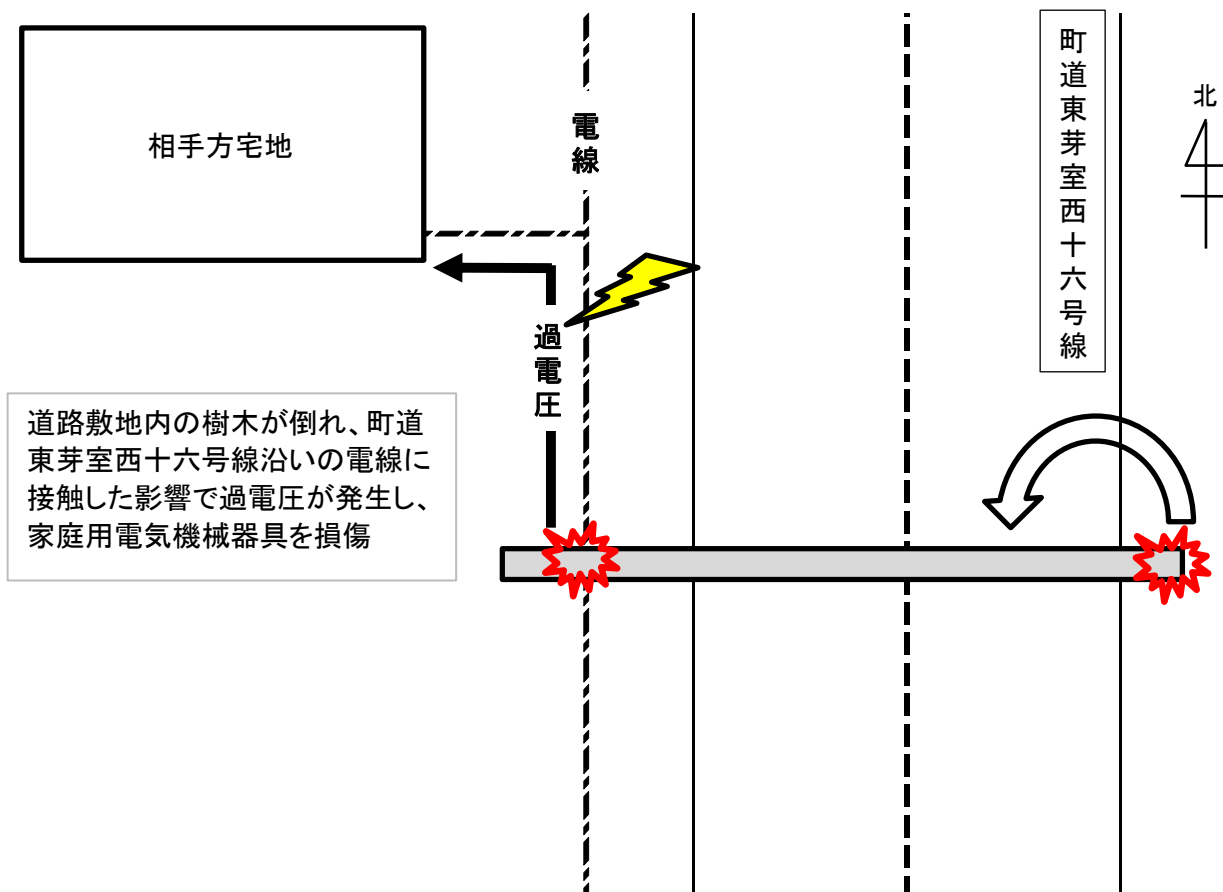 相手方宅地
電線
町道東芽室西十六号線
北
過電圧
道路敷地内の樹木が倒れ、町道
東芽室西十六号線沿いの電線に
接触した影響で過電圧が発生し、
家庭用電気機械器具を損傷